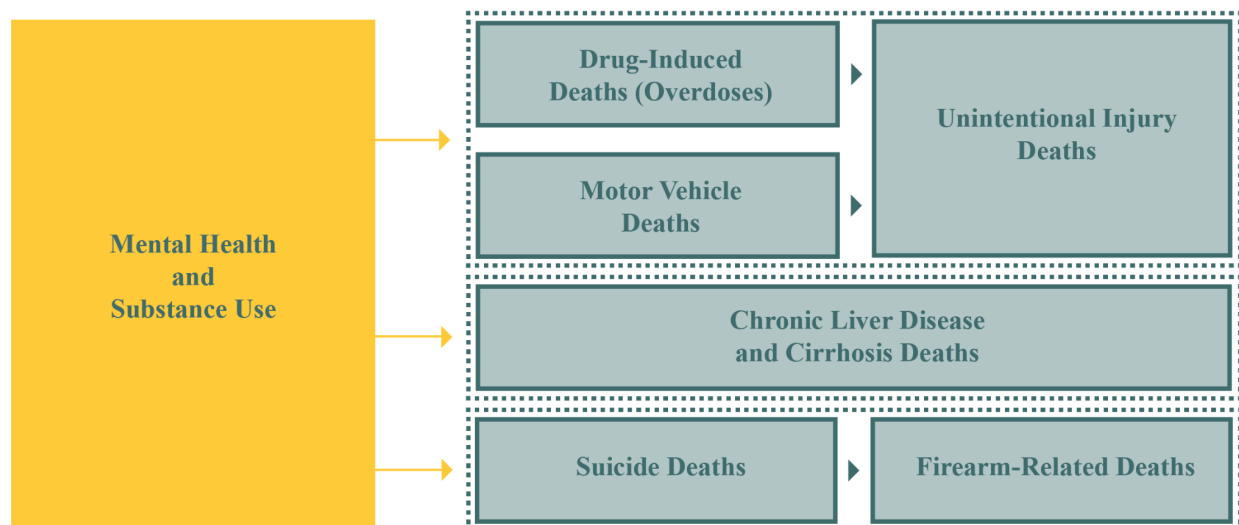 Mental Health
and
Substance Use
Drug-Induced
Deaths (Overdoses)
Motor Vehicle
Deaths
Unintentional Injury
Deaths
Chronic Liver Disease
and Cirrhosis Deaths
Suicide Deaths
Firearm-Related Deaths